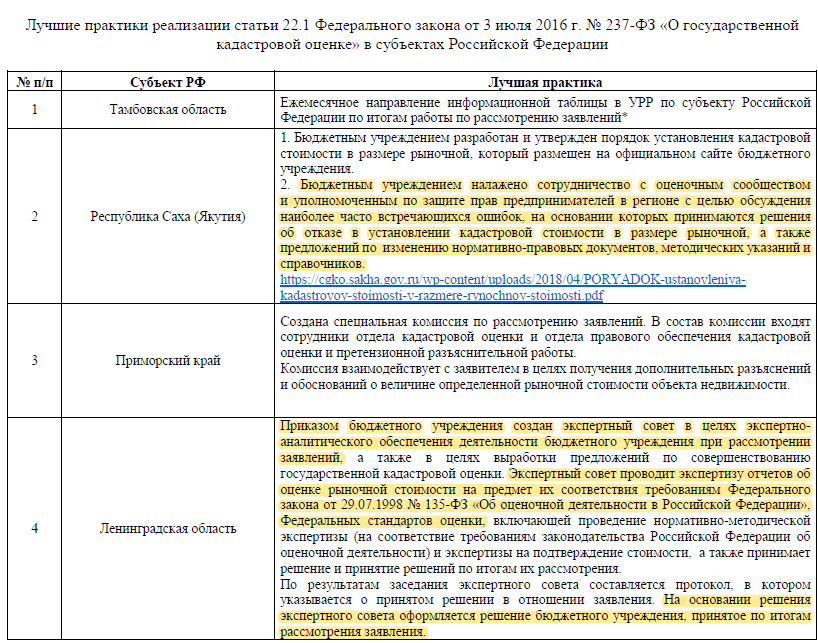 Лучшие практики реализации статьи 22.1 Федерального закона от 3 июля 2016 г. № 237-ФЗ «О государственной
кадастровой оценке» в субъектах Российской Федерации
№ п/п Субъект РФ Лучшая практика
1 Тамбовская область
Ежемесячное направление информационной таблицы в УРР по субъекту Российской
Федерации по итогам работы по рассмотрению заявлений*
2 Республика Саха (Якутия)
1. Бюджетным учреждением разработан и утвержден порядок установления кадастровой
стоимости в размере рыночной, который размещен на официальном сайте бюджетного
учреждения.
2. Бюджетным учреждением налажено сотрудничество с оценочным сообществом
и уполномоченным по защите прав предпринимателей в регионе с целью обсуждения
наиболее часто встречающихся ошибок, на основании которых принимаются решения
об отказе в установлении кадастровой стоимости в размере рыночной, а также
предложений по изменению нормативно-правовых документов, методических указаний и
справочников.
https://cgko.sakha.gov.ru/wp-content/uploads/2018/04/PORYADOK-ustanovleniya-
kadastrovoy-stoimosti-v-razmere-rynochnoy-stoimosti.pdf
3 Приморский край
Создана специальная комиссия по рассмотрению заявлений. В состав комиссии входят
сотрудники отдела кадастровой оценки и отдела правового обеспечения кадастровой
оценки и претензионной разъяснительной работы.
Комиссия взаимодействует с заявителем в целях получения дополнительных разъяснений
и обоснований о величине определенной рыночной стоимости объекта недвижимости.
4 Ленинградская область
Приказом бюджетного учреждения создан экспертный совет в целях экспертно-
аналитического обеспечения деятельности бюджетного учреждения при рассмотрении
заявлений, а также в целях выработки предложений по совершенствованию
государственной кадастровой оценки. Экспертный совет проводит экспертизу отчетов об
оценке рыночной стоимости на предмет их соответствия требованиям Федерального
закона от 29.07.1998 № 135-ФЗ «Об оценочной деятельности в Российской Федерации»,
Федеральных стандартов оценки, включающей проведение нормативно-методической
экспертизы (на соответствие требованиям законодательства Российской Федерации об
оценочной деятельности) и экспертизы на подтверждение стоимости, а также принимает
решение и принятие решений по итогам их рассмотрения.
По результатам заседания экспертного совета составляется протокол, в котором
указывается о принятом решении в отношении заявления. На основании решения
экспертного совета оформляется решение бюджетного учреждения, принятое по итогам
рассмотрения заявления.